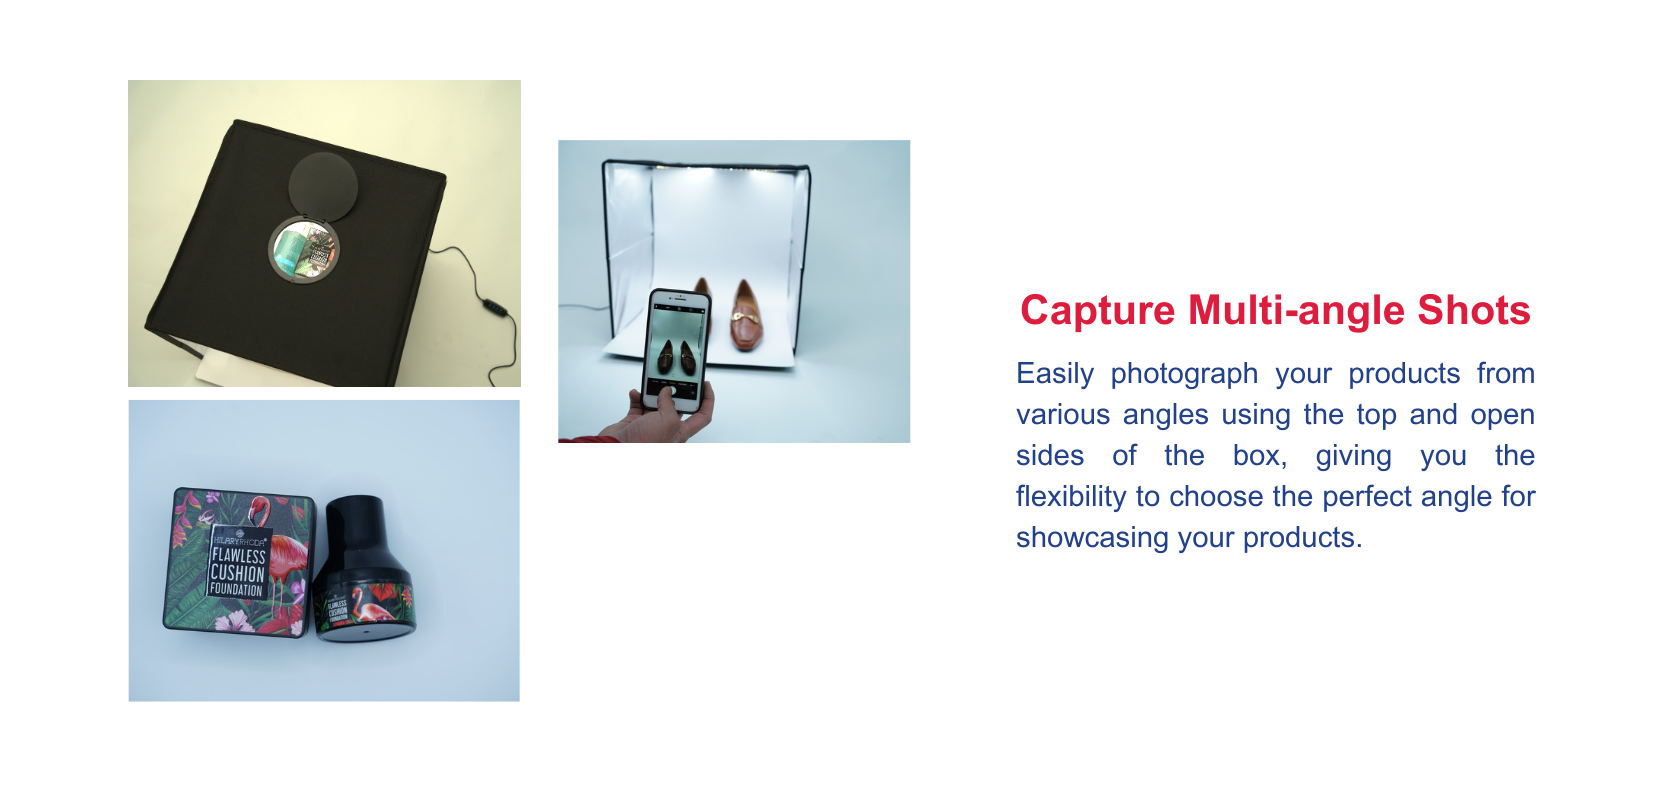 Capture Multi-angle Shots
Easily photograph your products from
various angles using the top and open
sides of the box, giving you the
flexibility to choose the perfect angle for
showcasing your products.
HILARYRHODA
FLAWLESS
CUSHION
FOUNDATION
FLAWLESS
CUSHION
FOUNDATION